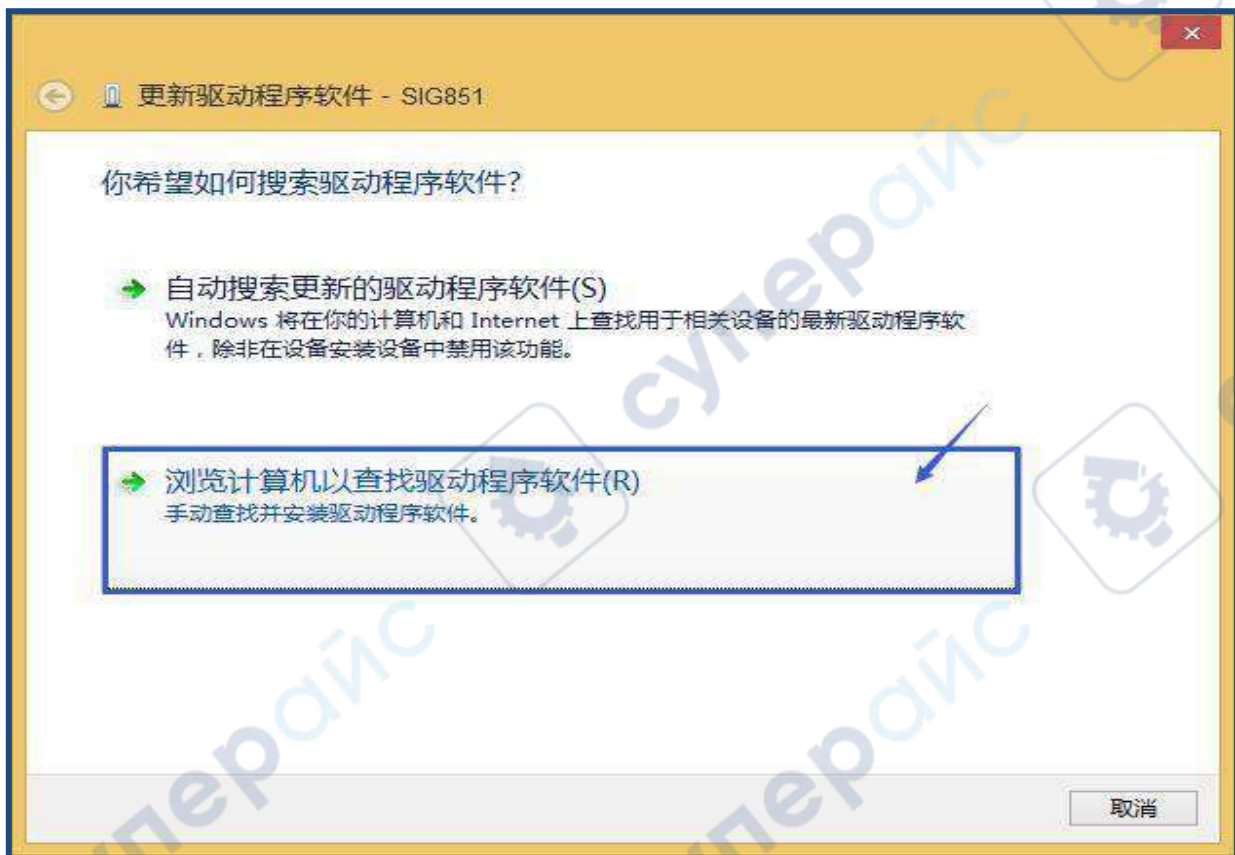 更新驱动程序软件 - SIG851
你希望如何搜索驱动程序软件?
自动搜索更新的驱动程序软件(S)
Windows 将在你的计算机和 Internet 上查找用于相关设备的最新驱动程序软
件，除非在设备安装设备中禁用该功能。
супербайс
浏览计算机以查找驱动程序软件(R)
手动查找并安装驱动程序软件。
取消